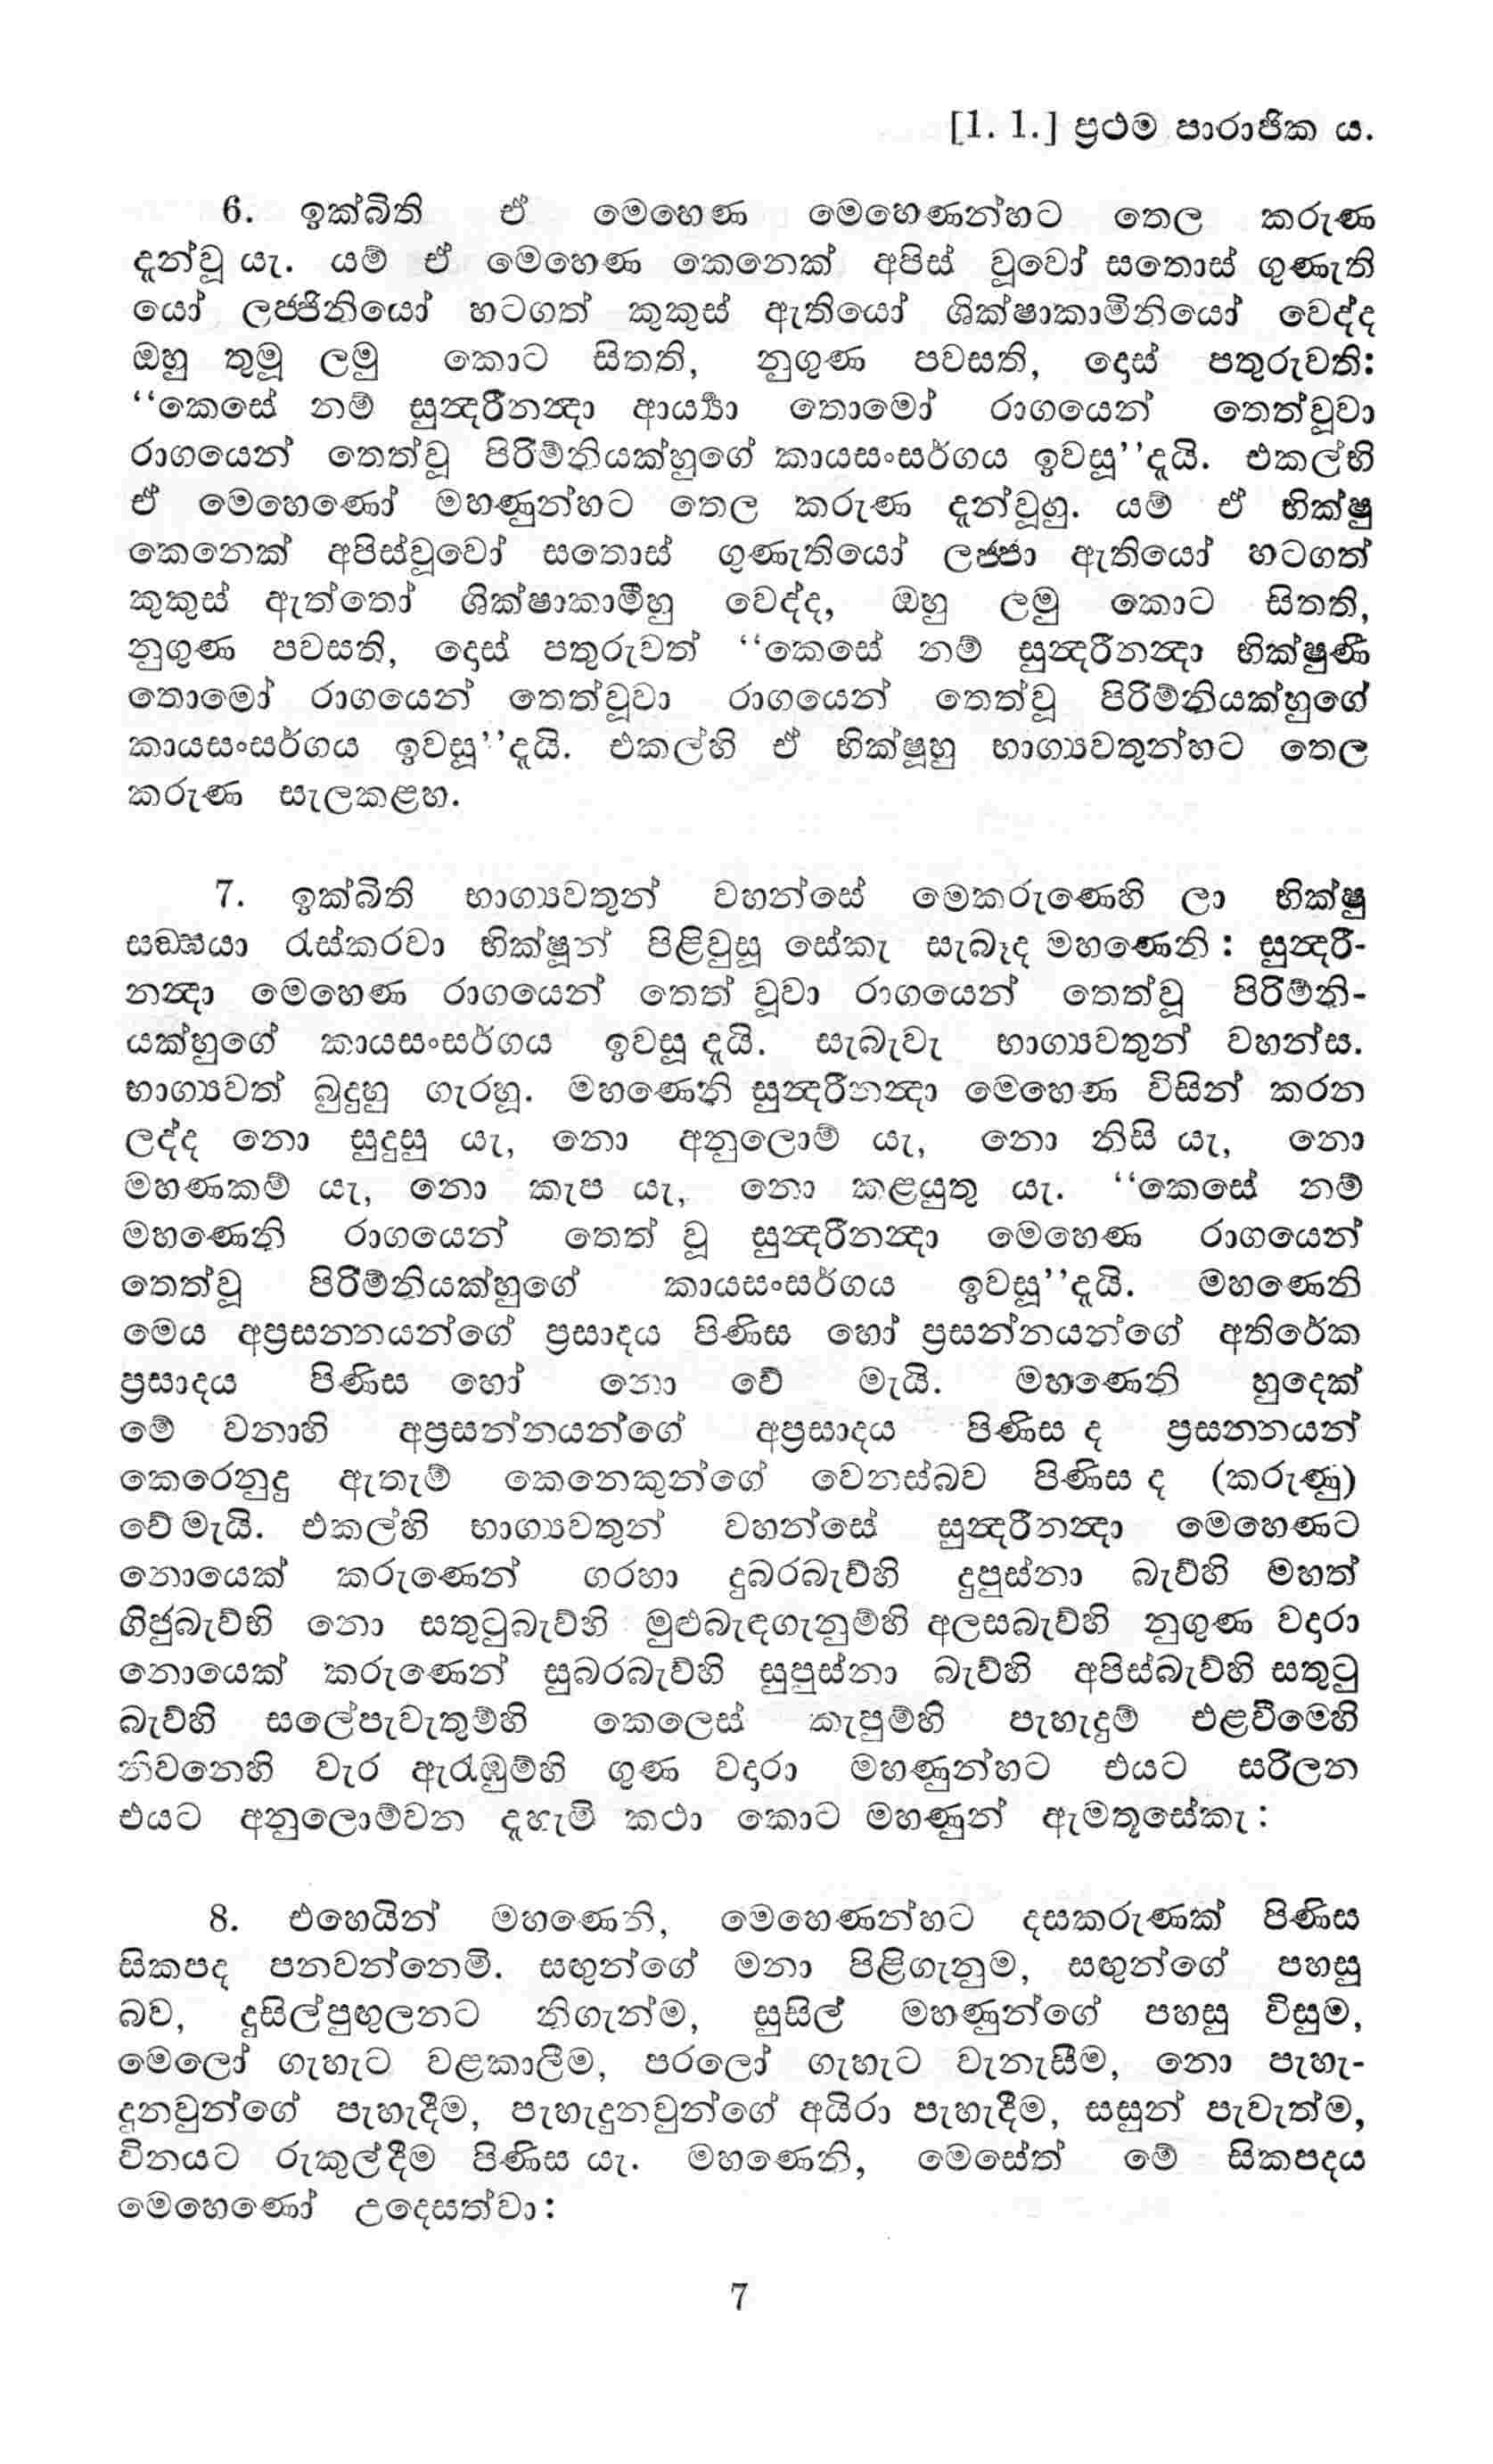 [1. 1.] ප්‍රථම පාරාජික ය.
6. ඉක්බිති ඒ මෙහෙණ මෙහෙණන්හට තෙල කරුණ
දැන්වූ යැ. යම් ඒ මෙහෙණ කෙනෙක් අපිස් වූවෝ සතොස් ගුණැති
යෝ ලජ්ජිනියෝ හටගත් කුකුස් ඇතියෝ ශික්ෂාකාමිනියෝ වෙද්ද
ඔහු තුමූ ලමු කොට සිතති, නුගුණ පවසති, දොස් පතුරුවති:
“කෙසේ නම් සුන්‍දරීනන්‍දා ආර්‍ය්‍යා තොමෝ රාගයෙන් තෙත්වූවා
රාගයෙන් තෙත්වූ පිරිම්නියක්හුගේ කායසංසර්ගය ඉවසූ”දැයි. එකල්හි
ඒ මෙහෙණෝ මහණුන්හට තෙල කරුණ දැන්වූහු. යම් ඒ භික්ෂු
කෙනෙක් අපිස්වූවෝ සතොස් ගුණැතියෝ ලජ්ජා ඇතියෝ හටගත්
කුකුස් ඇත්තෝ ශික්ෂාකාමීහු වෙද්ද, ඔහු ලමු කොට සිතති,
නුගුණ පවසති, දොස් පතුරුවත් “කෙසේ නම් සුන්‍දරීනන්‍දා භික්ෂුණී
තොමෝ රාගයෙන් තෙත්වූවා රාගයෙන් තෙත්වූ පිරිම්නියක්හුගේ
කායසංසර්ගය ඉවසූ”දැයි. එකල්හි ඒ භික්ෂූහු භාග්‍යවතුන්හට තෙල
කරුණ සැලකළහ.
7. ඉක්බිති භාග්‍යවතුන් වහන්සේ මෙකරුණෙහි ලා භික්ෂු
සඞ්ඝයා රැස්කරවා භික්ෂූන් පිළිවුසූ සේකැ සැබෑද මහණෙනි : සුන්‍දරී-
නන්‍දා මෙහෙණ රාගයෙන් තෙත් වූවා රාගයෙන් තෙත්වූ පිරිම්නි-
යක්හුගේ කායසංසර්ගය ඉවසූ දැයි. සැබැවැ භාග්‍යවතුන් වහන්ස.
භාග්‍යවත් බුදුහු ගැරහූ. මහණෙනි සුන්‍දරීනන්‍දා මෙහෙණ විසින් කරන
ලද්ද නො සුදුසු යැ, නො අනුලොම් යැ, නො නිසි යැ, නො
මහණකම් යැ, නො කැප යැ, නො කළයුතු යැ. “කෙසේ නම්
මහණෙනි රාගයෙන් තෙත් වූ සුන්‍දරීනන්‍දා මෙහෙණ රාගයෙන්
තෙත්වූ පිරිම්නියක්හුගේ කායසංසර්ගය ඉවසූ”දැයි. මහණෙනි
මෙය අප්‍රසන්‍නයන්ගේ ප්‍රසාදය පිණිස හෝ ප්‍රසන්නයන්ගේ අතිරේක
ප්‍රසාදය පිණිස හෝ නො වේ මැයි. මහණෙනි හුදෙක්
මේ වනාහි අප්‍රසන්නයන්ගේ අප්‍රසාදය පිණිස ද ප්‍රසන්‍නයන්
කෙරෙනුදු ඇතැම් කෙනෙකුන්ගේ වෙනස්බව පිණිස ද (කරුණු)
වේ මැයි. එකල්හි භාග්‍යවතුන් වහන්සේ සුන්‍දරීනන්‍දා මෙහෙණට
නොයෙක් කරුණෙන් ගරහා දුබරබැව්හි දුපුස්නා බැව්හි මහත්
ගිජුබැව්හි නො සතුටුබැව්හි මුළුබැඳගැනුම්හි අලසබැව්හි නුගුණ වදාරා
නොයෙක් කරුණෙන් සුබරබැව්හි සුපුස්නා බැව්හි අපිස්බැව්හි සතුටු
බැව්හි සලේපැවැතුම්හි කෙලෙස් කැපුම්හි පැහැදුම් එළවීමෙහි
නිවනෙහි වැර ඇරැඹුම්හි ගුණ වදාරා මහණුන්හට එයට සරිලන
එයට අනුලොම්වන දැහැමි කථා කොට මහණුන් ඇමතූසේකැ :
8. එහෙයින් මහණෙනි, මෙහෙණන්හට දසකරුණක් පිණිස
සිකපද පනවන්නෙමි. සඟුන්ගේ මනා පිළිගැනුම, සඟුන්ගේ පහසු
බව, දුසිල්පුඟුලනට නිගැන්ම, සුසිල් මහණුන්ගේ පහසු විසුම,
මෙලෝ ගැහැට වළකාලීම, පරලෝ ගැහැට වැනැසීම, නො පැහැ-
දුනවුන්ගේ පැහැදීම, පැහැදුනවුන්ගේ අයිරා පැහැදීම, සසුන් පැවැත්ම,
විනයට රුකුල්දීම පිණිස යැ. මහණෙනි, මෙසේත් මේ සිකපදය
මෙහෙණෝ උදෙසත්වා :
7